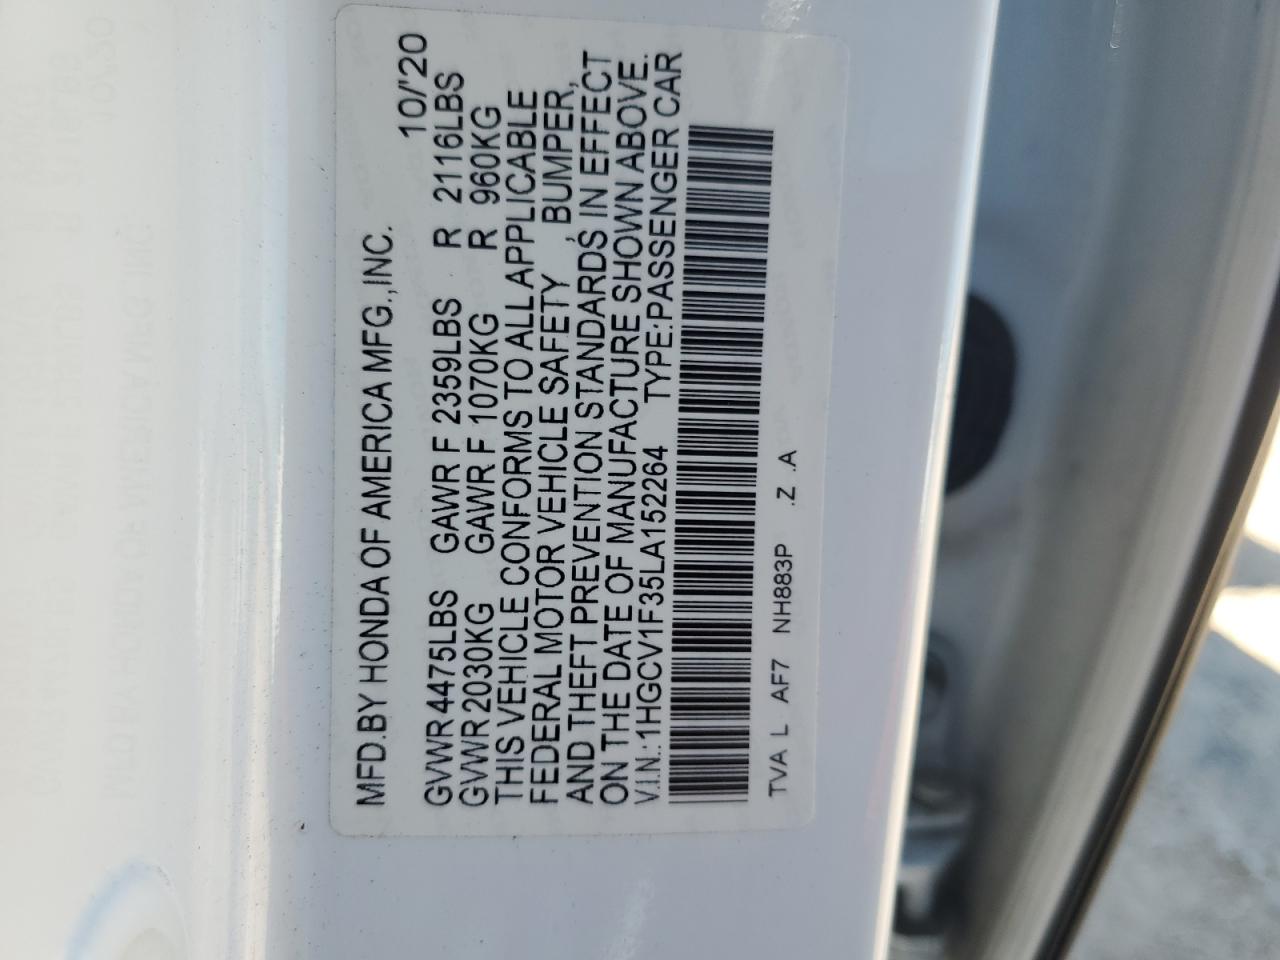 MFD.BY HONDA OF AMERICA MFG.,INC. 10/'20
GVWR 4475LBS GAWR F 2359LBS R 2116LBS
GVWR 2030KG GAWR F 1070KG R 960KG
THIS VEHICLE CONFORMS TO ALL APPLICABLE
FEDERAL MOTOR VEHICLE SAFETY, BUMPER,
AND THEFT PREVENTION STANDARDS IN EFFECT
ON THE DATE OF MANUFACTURE SHOWN ABOVE.
V.I.N.:1HGCV1F35LA152264 TYPE:PASSENGER CAR
TVA L AF7 NH883P .Z .A